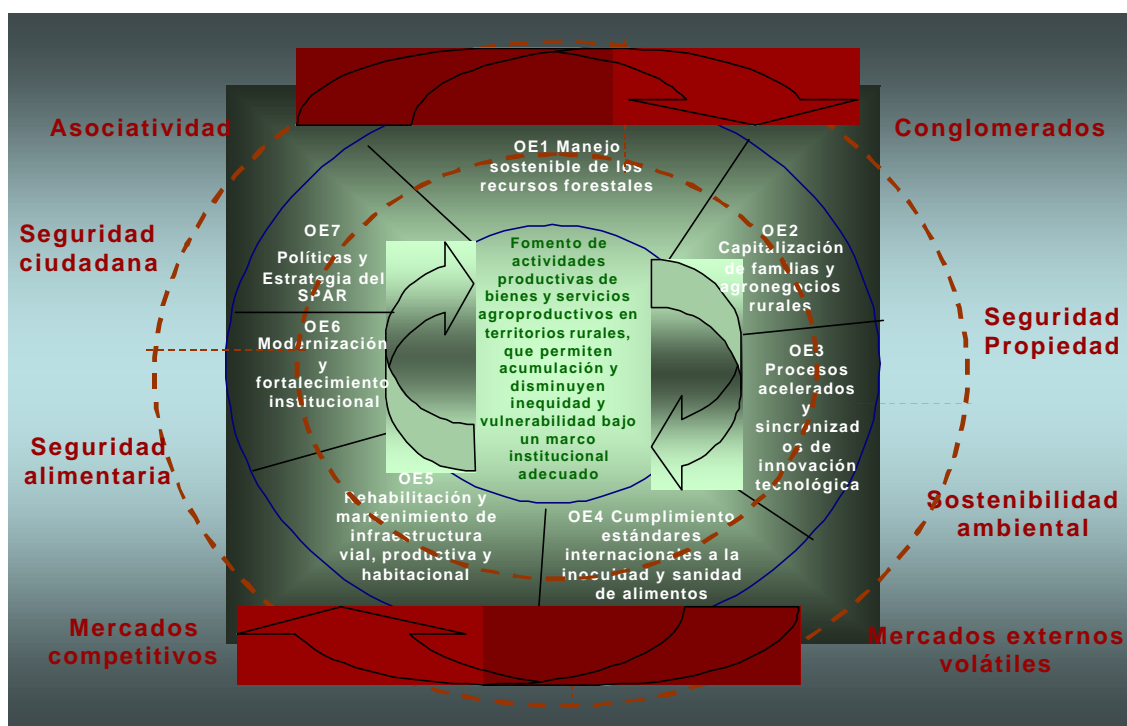 Asociatividad
Conglomerados
OE1 Manejo
sostenible de los
recursos forestales
Seguridad
ciudadana
OE7
Políticas y
Estrategia del
SPAR
Fomento de
actividades
productivas de
bienes y servicios
agroproductivos en
territorios rurales,
que permiten
acumulación y
disminuyen
inequidad y
vulnerabilidad bajo
un marco
institucional
adecuado
OE2
Capitalización
de familias y
agronegocios
rurales
Seguridad
Propiedad
OE6
Modernización
y
fortalecimiento
institucional
OE3
Procesos
acelerados
y
sincronizad
os de
innovación
tecnológica
Seguridad
alimentaria
OE5
Rehabilitación y
mantenimiento de
infraestructura
vial, productiva y
habitacional
OE4 Cumplimiento
estándares
internacionales a la
inocuidad y sanidad
de alimentos
Sostenibilidad
ambiental
Mercados
competitivos
Mercados externos
volátiles